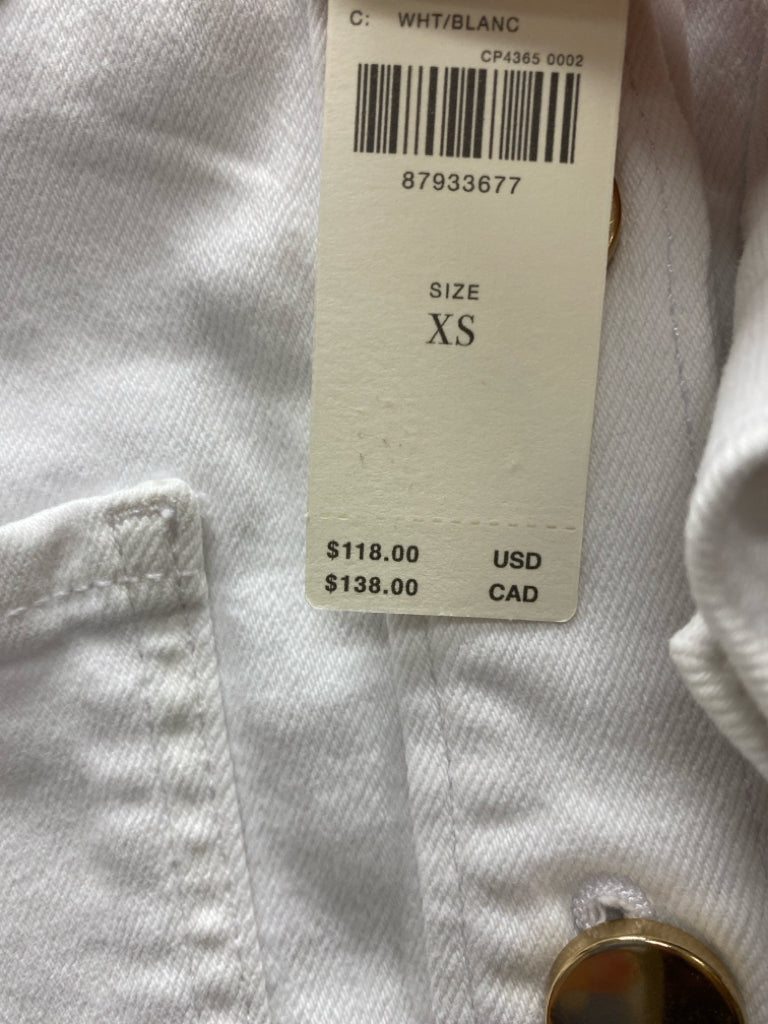 C: WHT/BLANC
CP4365 0002
87933677
SIZE
XS
$118.00 USD
$138.00 CAD